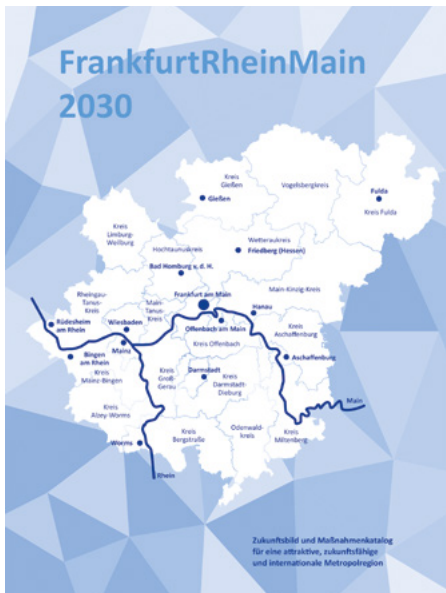 FrankfurtRheinMain
2030
Kreis
Gießen
Gießen
Vogelsbergkreis
Fulda
Kreis Fulda
Kreis
Limburg-
Weilburg
Wetteraukreis
Friedberg (Hessen)
Hochtaunuskreis
Bad Homburg v. d. H.
Main-Kinzig-Kreis
Rheingau-
Tanus-
Kreis
Main-
Tanus-
Kreis
Frankfurt am Main
Hanau
Rüdesheim
am Rhein
Wiesbaden
Offenbach am Main
Kreis
Aschaffenburg
Mainz
Kreis Offenbach
Bingen
am Rhein
Aschaffenburg
Kreis
Mainz-Bingen
Kreis
Groß
Gerau
Darmstadt
Kreis
Darmstadt-
Dieburg
Main
Kreis
Alzey-Worms
Worms
Kreis
Bergstraße
Odenwald-
kreis
Kreis
Miltenberg
Rhein
Zukunftsbild und Maßnahmenkatalog
für eine attraktive, zukunftsfähige
und internationale Metropolregion